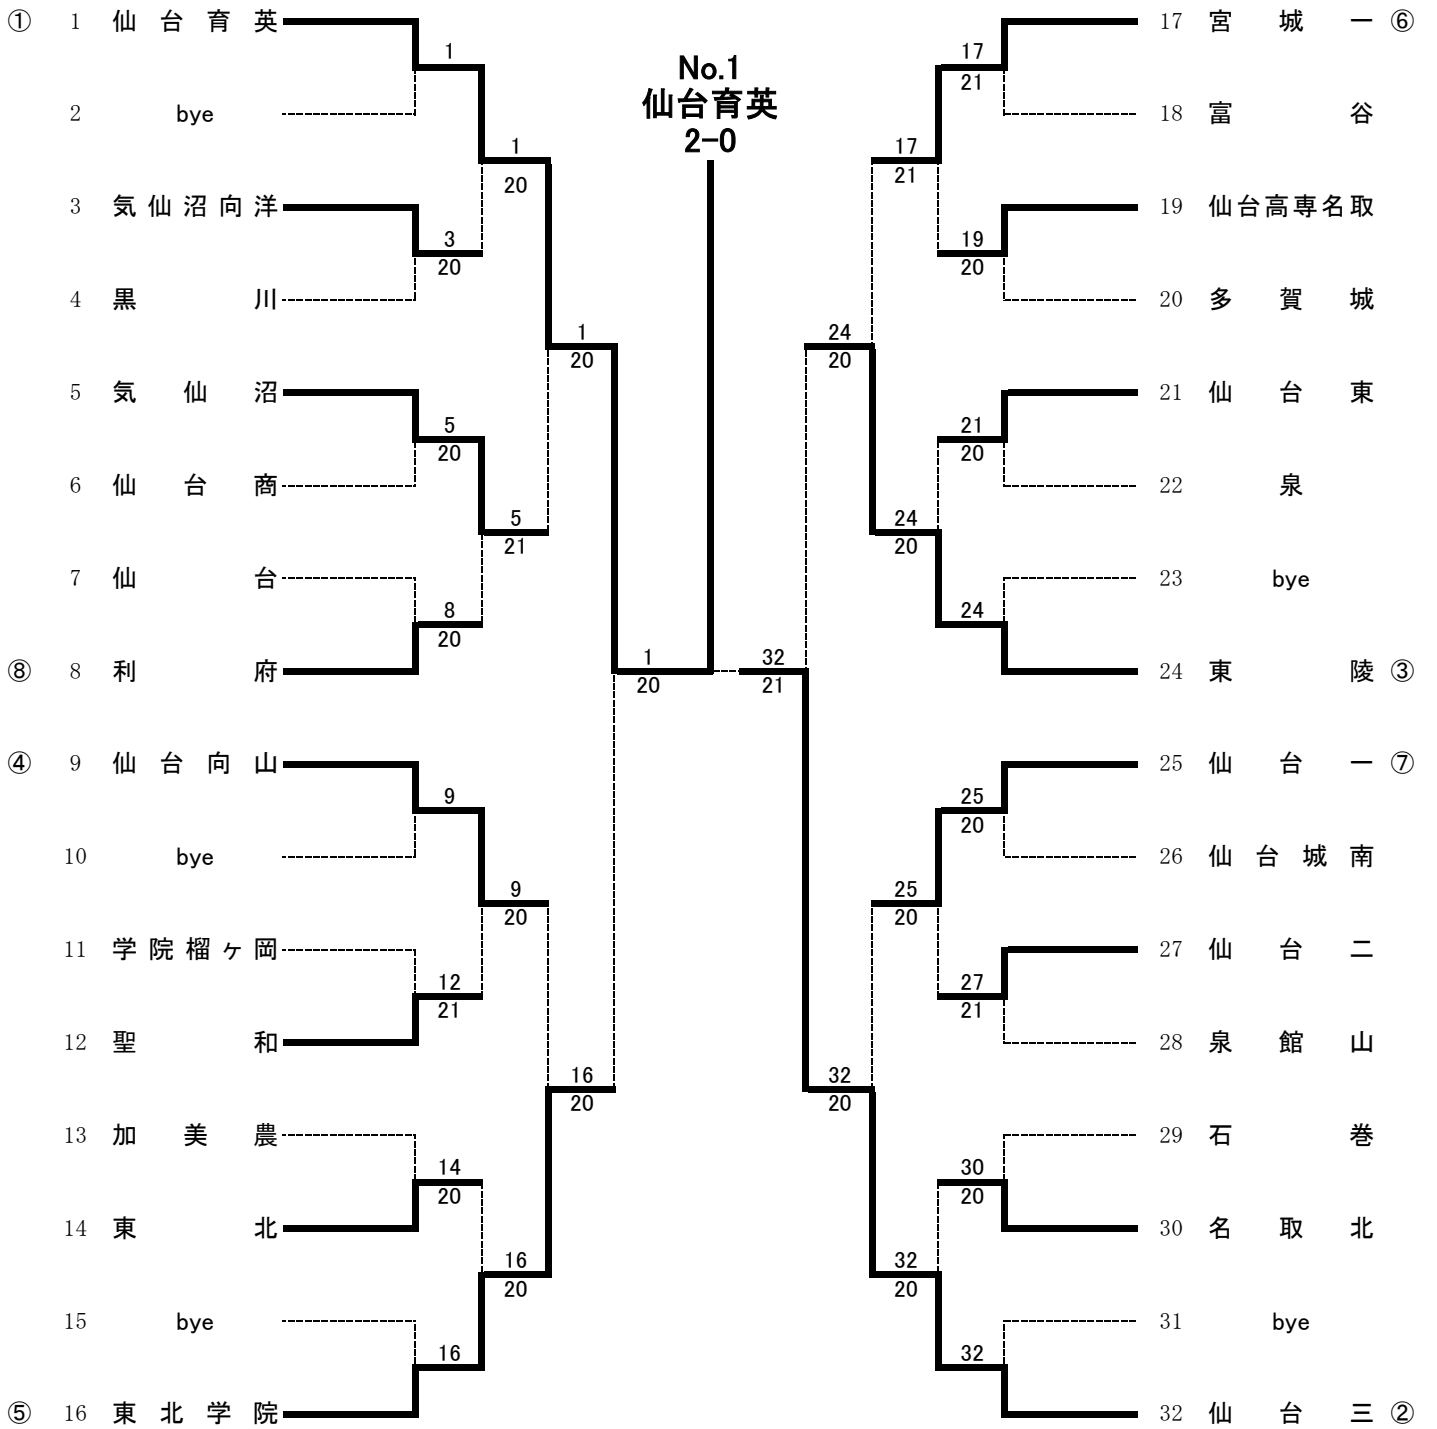 ① 1 仙台育英
1
2 bye
1
20
3 気仙沼向洋
3
20
4 黒川
1
20
5 気仙沼
5
20
6 仙台商
5
21
7 仙台
8
20
⑧ 8 利府
1
20
④ 9 仙台向山
9
10 bye
9
20
11 学院榴ヶ岡
12
21
12 聖和
16
20
13 加美農
14
20
14 東北
16
20
15 bye
16
⑤ 16 東北学院
No.1
仙台育英
2-0
17 宮城一 ⑥
17
21
18 富谷
17
21
19 仙台高専名取
19
20
20 多賀城
24
20
21 仙台東
21
20
22 泉
24
20
23 bye
24
24 東陵 ③
32
21
25 仙台一 ⑦
25
20
26 仙台城南
25
20
27 仙台二
27
21
28 泉館山
32
20
29 石巻
30
20
30 名取北
32
20
31 bye
32
32 仙台三 ②